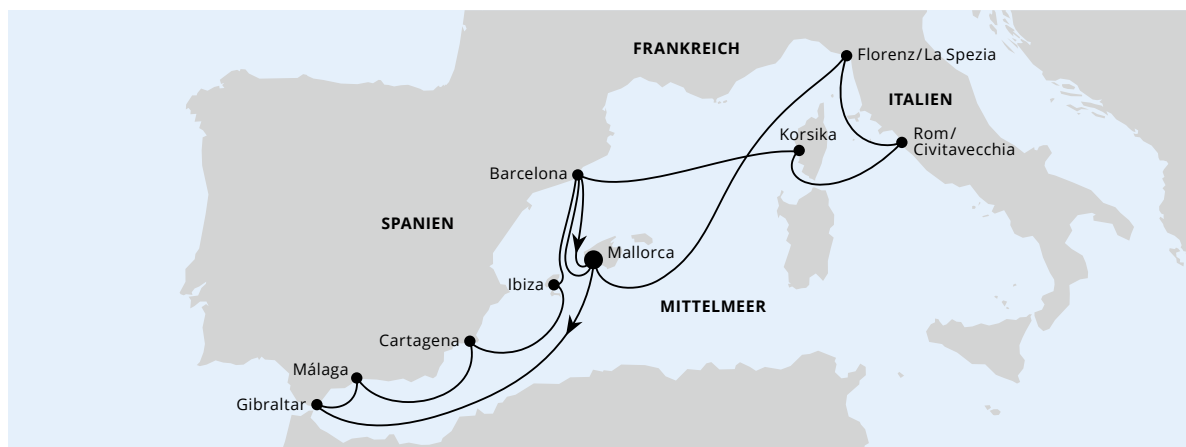 FRANKREICH
Florenz/La Spezia
ITALIEN
Korsika
Rom/
Civitavecchia
Barcelona
SPANIEN
Mallorca
Ibiza
MITTELMEER
Cartagena
Málaga
Gibraltar